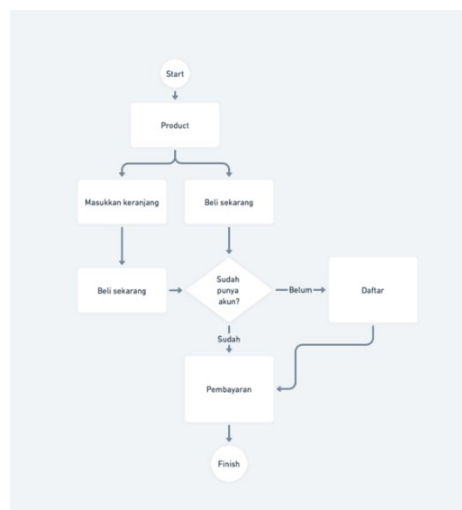 Start
Product
Masukkan keranjang
Beli sekarang
Beli sekarang
Sudah
punya
akun?
Belum
Daftar
Sudah
Pembayaran
Finish